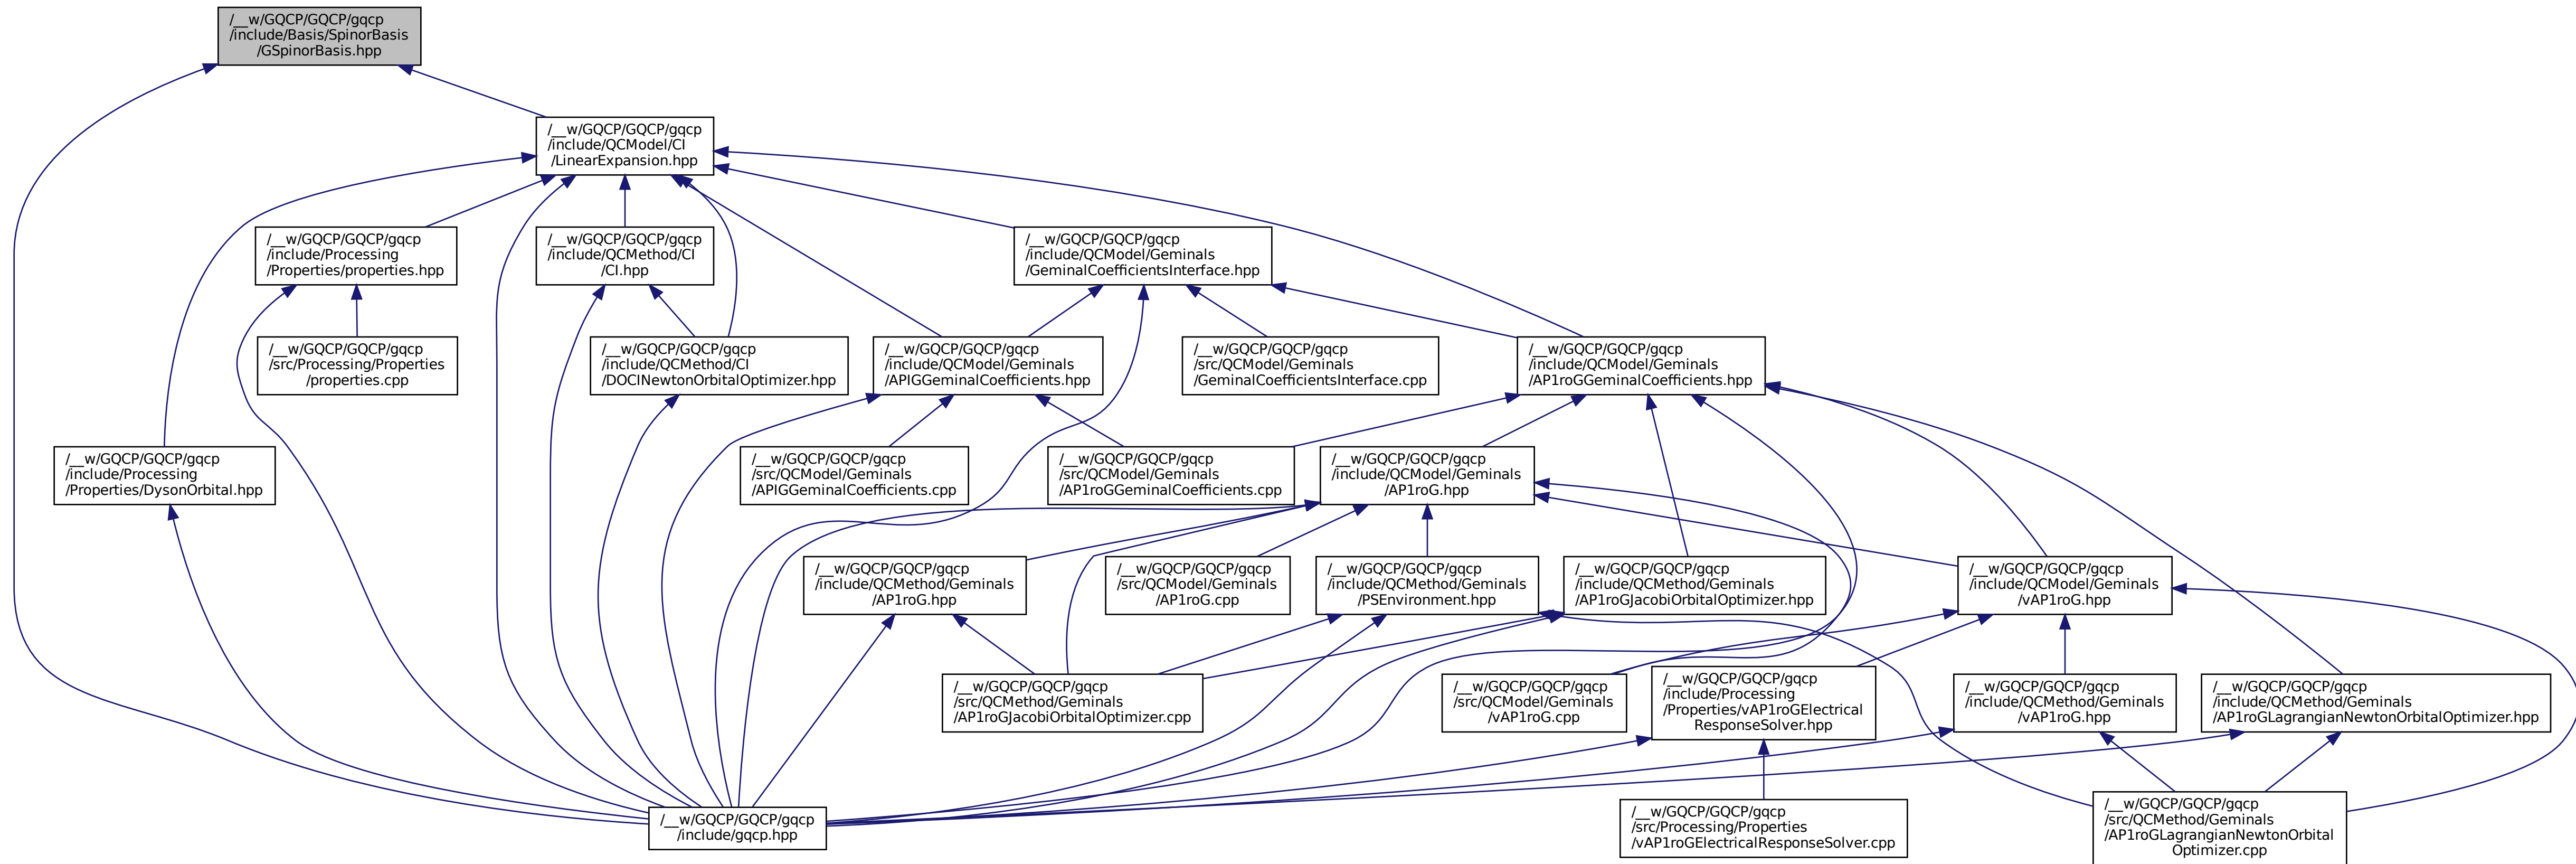 /__w/GQCP/GQCP/gqcp
/include/Basis/SpinorBasis
/GSpinorBasis.hpp
/__w/GQCP/GQCP/gqcp
/include/QCModel/CI
/LinearExpansion.hpp
/__w/GQCP/GQCP/gqcp
/include/Processing
/Properties/properties.hpp
/__w/GQCP/GQCP/gqcp
/include/QCMethod/CI
/CI.hpp
/__w/GQCP/GQCP/gqcp
/include/QCModel/Geminals
/GeminalCoefficientsInterface.hpp
/__w/GQCP/GQCP/gqcp
/src/Processing/Properties
/properties.cpp
/__w/GQCP/GQCP/gqcp
/include/QCMethod/CI
/DOCINewtonOrbitalOptimizer.hpp
/__w/GQCP/GQCP/gqcp
/include/QCModel/Geminals
/APIGGeminalCoefficients.hpp
/__w/GQCP/GQCP/gqcp
/src/QCModel/Geminals
/GeminalCoefficientsInterface.cpp
/__w/GQCP/GQCP/gqcp
/include/QCModel/Geminals
/AP1roGGeminalCoefficients.hpp
/__w/GQCP/GQCP/gqcp
/include/Processing
/Properties/DysonOrbital.hpp
/__w/GQCP/GQCP/gqcp
/src/QCModel/Geminals
/APIGGeminalCoefficients.cpp
/__w/GQCP/GQCP/gqcp
/src/QCModel/Geminals
/AP1roGGeminalCoefficients.cpp
/__w/GQCP/GQCP/gqcp
/include/QCModel/Geminals
/AP1roG.hpp
/__w/GQCP/GQCP/gqcp
/include/QCMethod/Geminals
/AP1roG.hpp
/__w/GQCP/GQCP/gqcp
/src/QCModel/Geminals
/AP1roG.cpp
/__w/GQCP/GQCP/gqcp
/include/QCMethod/Geminals
/PSEnvironment.hpp
/__w/GQCP/GQCP/gqcp
/include/QCMethod/Geminals
/AP1roGJacobiOrbitalOptimizer.hpp
/__w/GQCP/GQCP/gqcp
/include/QCModel/Geminals
/vAP1roG.hpp
/__w/GQCP/GQCP/gqcp
/src/QCMethod/Geminals
/AP1roGJacobiOrbitalOptimizer.cpp
/__w/GQCP/GQCP/gqcp
/src/QCModel/Geminals
/vAP1roG.cpp
/__w/GQCP/GQCP/gqcp
/include/Processing
/Properties/vAP1roGElectrical
ResponseSolver.hpp
/__w/GQCP/GQCP/gqcp
/include/QCMethod/Geminals
/vAP1roG.hpp
/__w/GQCP/GQCP/gqcp
/include/QCMethod/Geminals
/AP1roGLagrangianNewtonOrbitalOptimizer.hpp
/__w/GQCP/GQCP/gqcp
/include/gqcp.hpp
/__w/GQCP/GQCP/gqcp
/src/Processing/Properties
/vAP1roGElectricalResponseSolver.cpp
/__w/GQCP/GQCP/gqcp
/src/QCMethod/Geminals
/AP1roGLagrangianNewtonOrbital
Optimizer.cpp